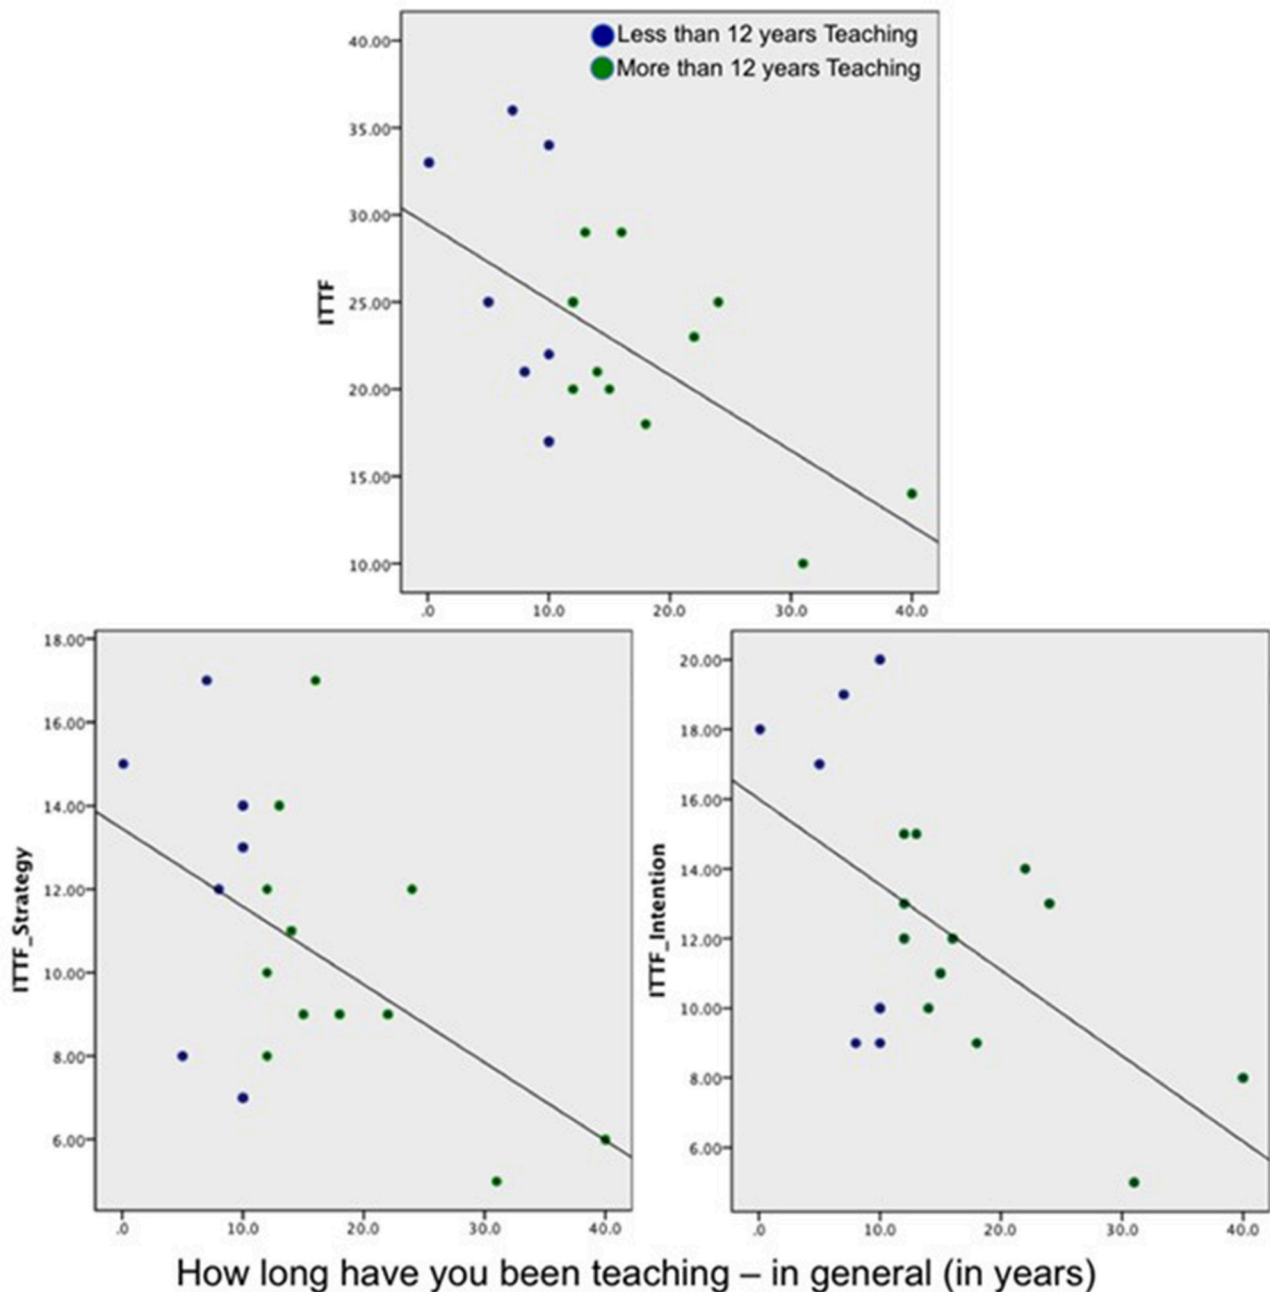 Less than 12 years Teaching
More than 12 years Teaching
40.00
35.00
30.00
25.00
20.00
15.00
10.00
ITTF
.0 10.0 20.0 30.0 40.0
18.00
16.00
14.00
12.00
10.00
8.00
6.00
ITTF_Strategy
.0 10.0 20.0 30.0 40.0
20.00
18.00
16.00
14.00
12.00
10.00
8.00
6.00
ITTF_Intention
.0 10.0 20.0 30.0 40.0
How long have you been teaching – in general (in years)